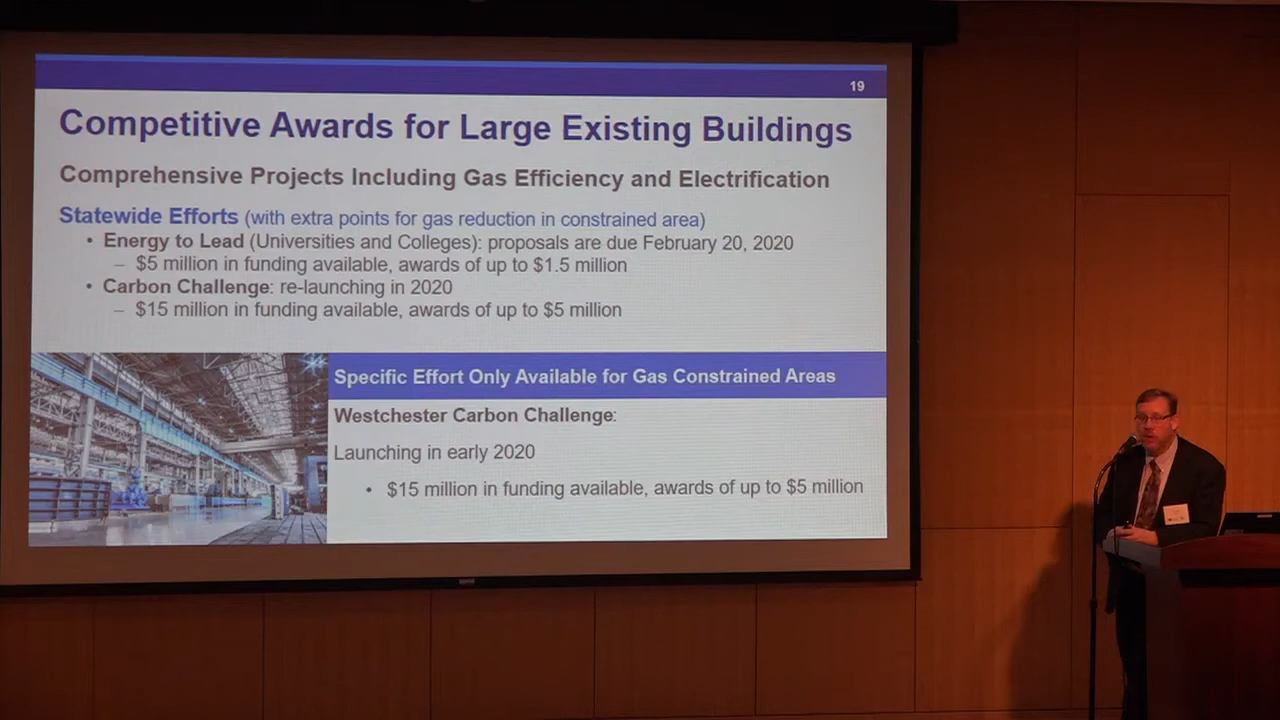 19
Competitive Awards for Large Existing Buildings
Comprehensive Projects Including Gas Efficiency and Electrification
Statewide Efforts (with extra points for gas reduction in constrained area)
• Energy to Lead (Universities and Colleges): proposals are due February 20, 2020
– $5 million in funding available, awards of up to $1.5 million
• Carbon Challenge: re-launching in 2020
– $15 million in funding available, awards of up to $5 million
Specific Effort Only Available for Gas Constrained Areas
Westchester Carbon Challenge:
Launching in early 2020
• $15 million in funding available, awards of up to $5 million